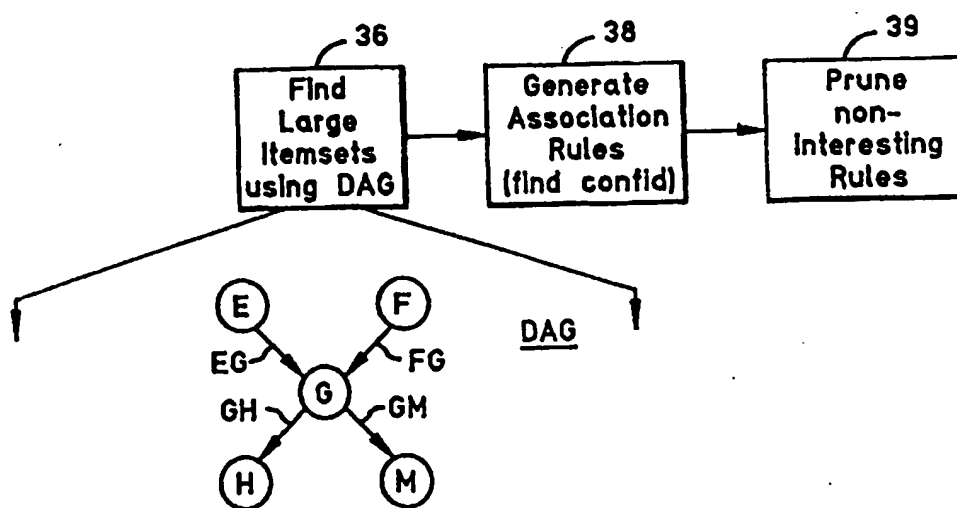 36
38
39
Find
Large
Itemsets
using DAG
Generate
Association
Rules
(find confid)
Prune
non-
Interesting
Rules
E
F
DAG
EG
FG
G
GH
GM
H
M